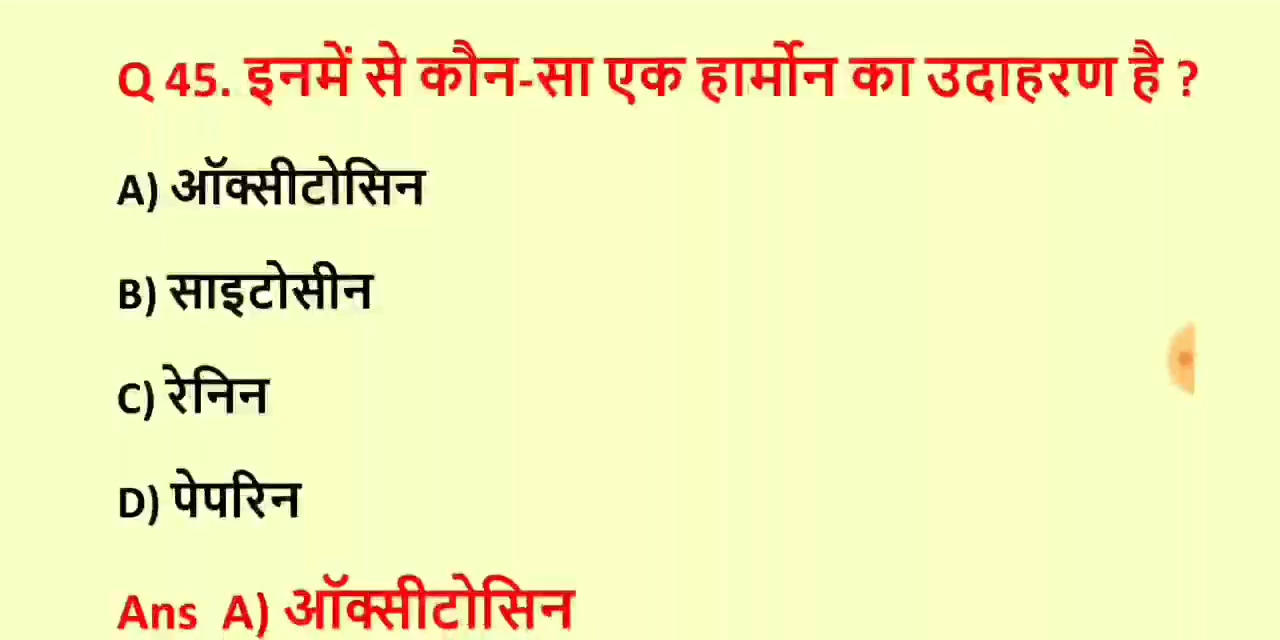 Q 45. इनमें से कौन-सा एक हार्मोन का उदाहरण है ?
A) ऑक्सीटोसिन
B) साइटोसीन
C) रेनिन
D) पेपरिन
Ans A) ऑक्सीटोसिन